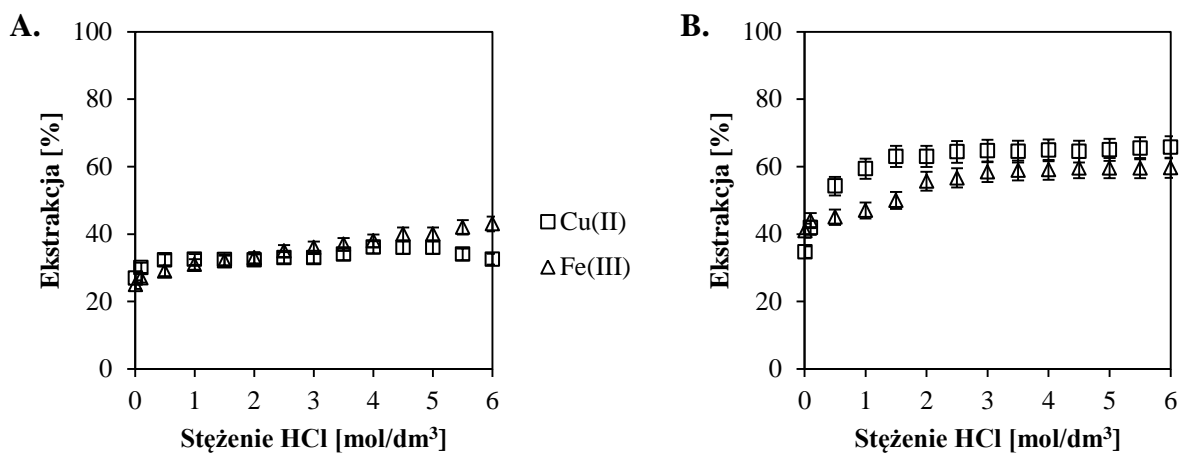 A.
Ekstrakcja [%]
100
80
60
40
20
0
0 1 2 3 4 5 6
Stężenie HCl [mol/dm³]
Cu(II)
Fe(III)
B.
Ekstrakcja [%]
100
80
60
40
20
0
0 1 2 3 4 5 6
Stężenie HCl [mol/dm³]